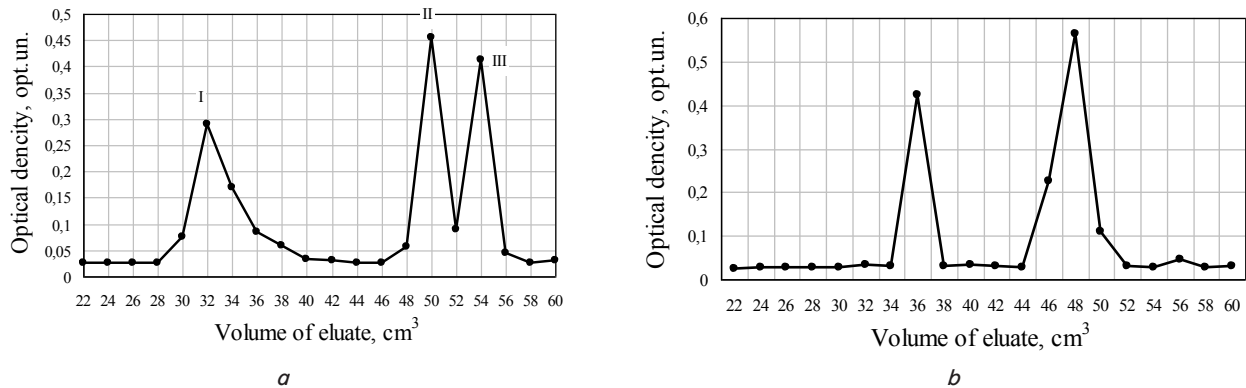 Optical dencity, opt.un.
0,5
0,45
0,4
0,35
0,3
0,25
0,2
0,15
0,1
0,05
0
I
II
III
22 24 26 28 30 32 34 36 38 40 42 44 46 48 50 52 54 56 58 60
Volume of eluate, cm³
a
Optical dencity, opt.un.
0,6
0,5
0,4
0,3
0,2
0,1
0
22 24 26 28 30 32 34 36 38 40 42 44 46 48 50 52 54 56 58 60
Volume of eluate, cm³
b